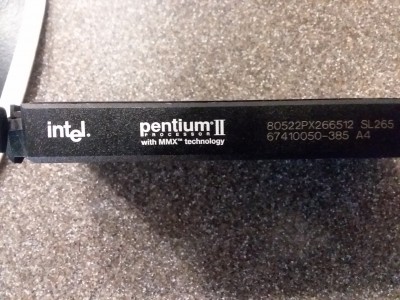 intel.
pentium® II
PROCESSOR
with MMX™ technology
80522PX266512 SL265
67410050-385 A4